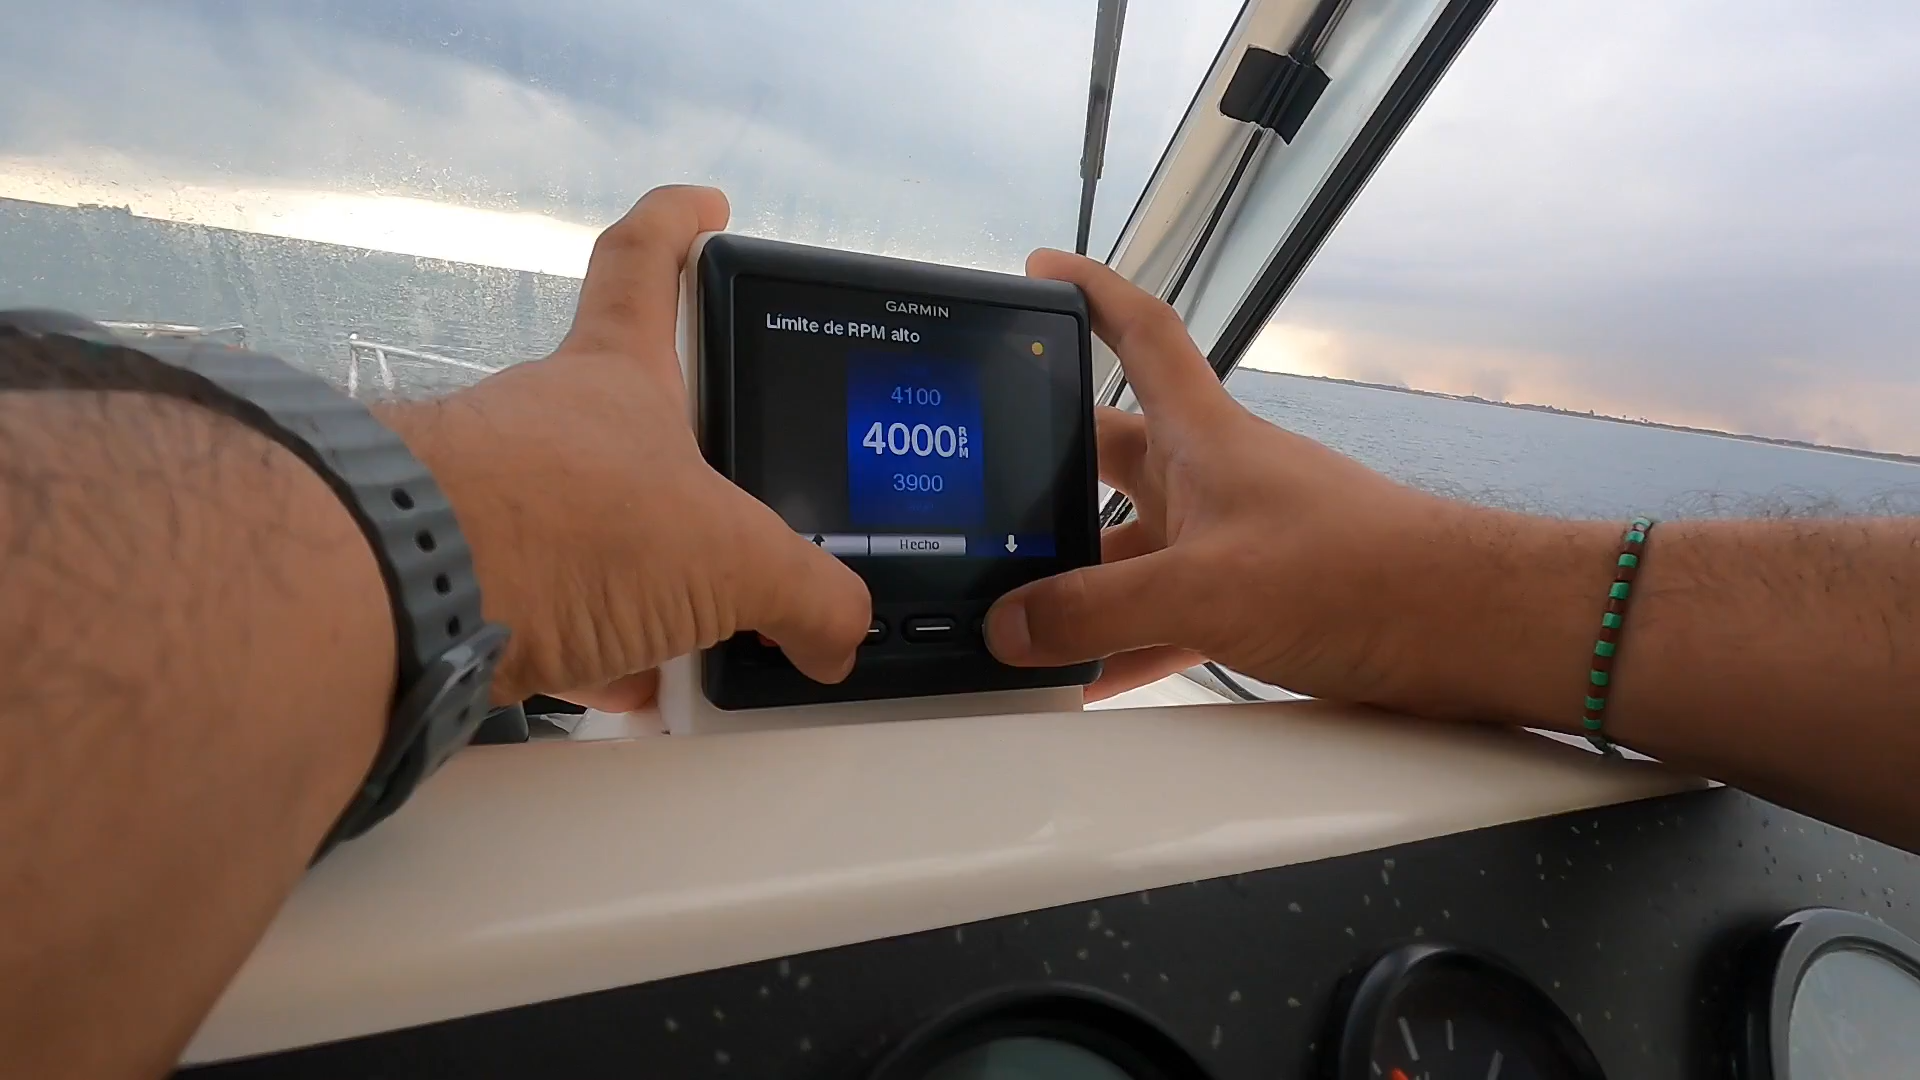 GARMIN
Límite de RPM alto
4100
4000 RPM
3900
Hecho